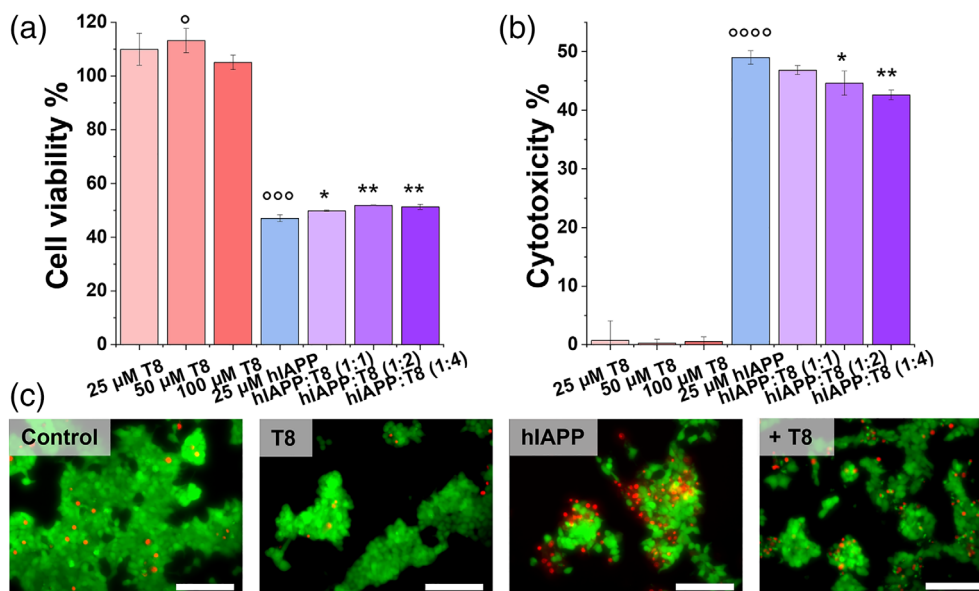 (a)
Cell viability %
120
100
80
60
40
20
0
°
°°°
*
**
**
25 µM T8
50 µM T8
100 µM T8
25 µM hIAPP
hIAPP:T8 (1:1)
hIAPP:T8 (1:2)
hIAPP:T8 (1:4)
(b)
Cytotoxicity %
50
40
30
20
10
0
°°°°
*
**
25 µM T8
50 µM T8
100 µM T8
25 µM hIAPP
hIAPP:T8 (1:1)
hIAPP:T8 (1:2)
hIAPP:T8 (1:4)
(c)
Control
T8
hIAPP
+ T8